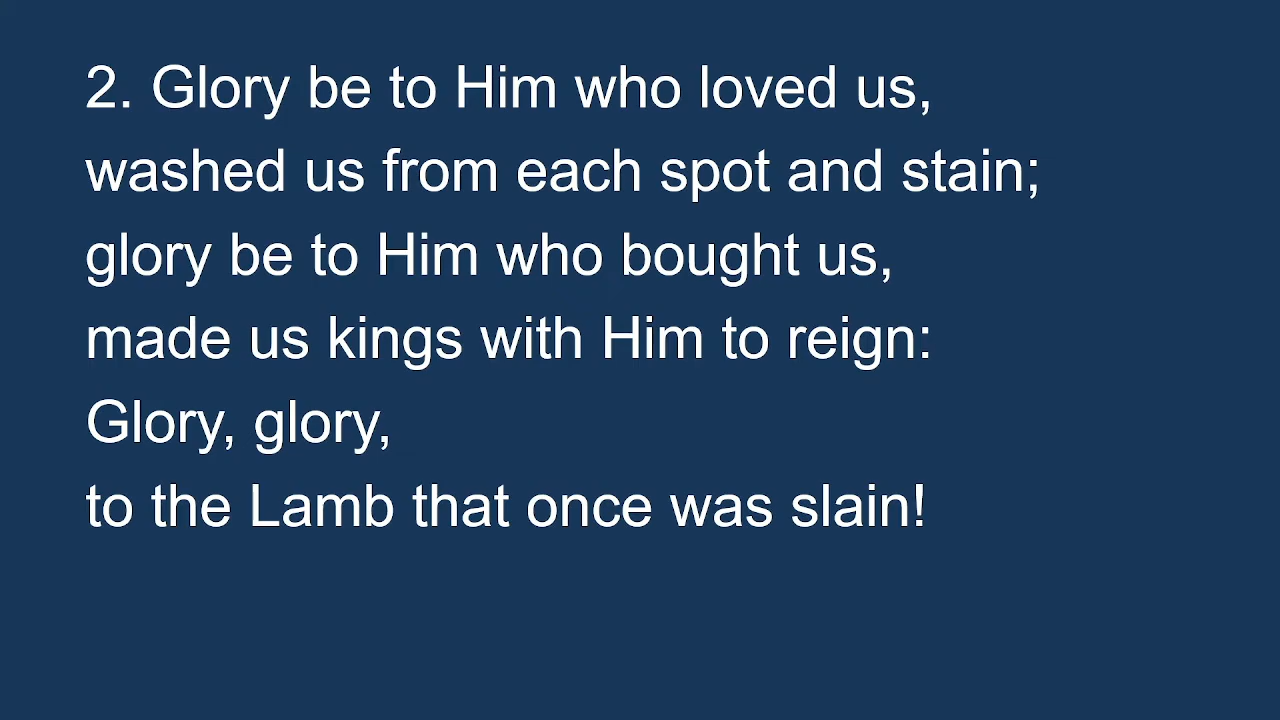 2. Glory be to Him who loved us,
washed us from each spot and stain;
glory be to Him who bought us,
made us kings with Him to reign:
Glory, glory,
to the Lamb that once was slain!